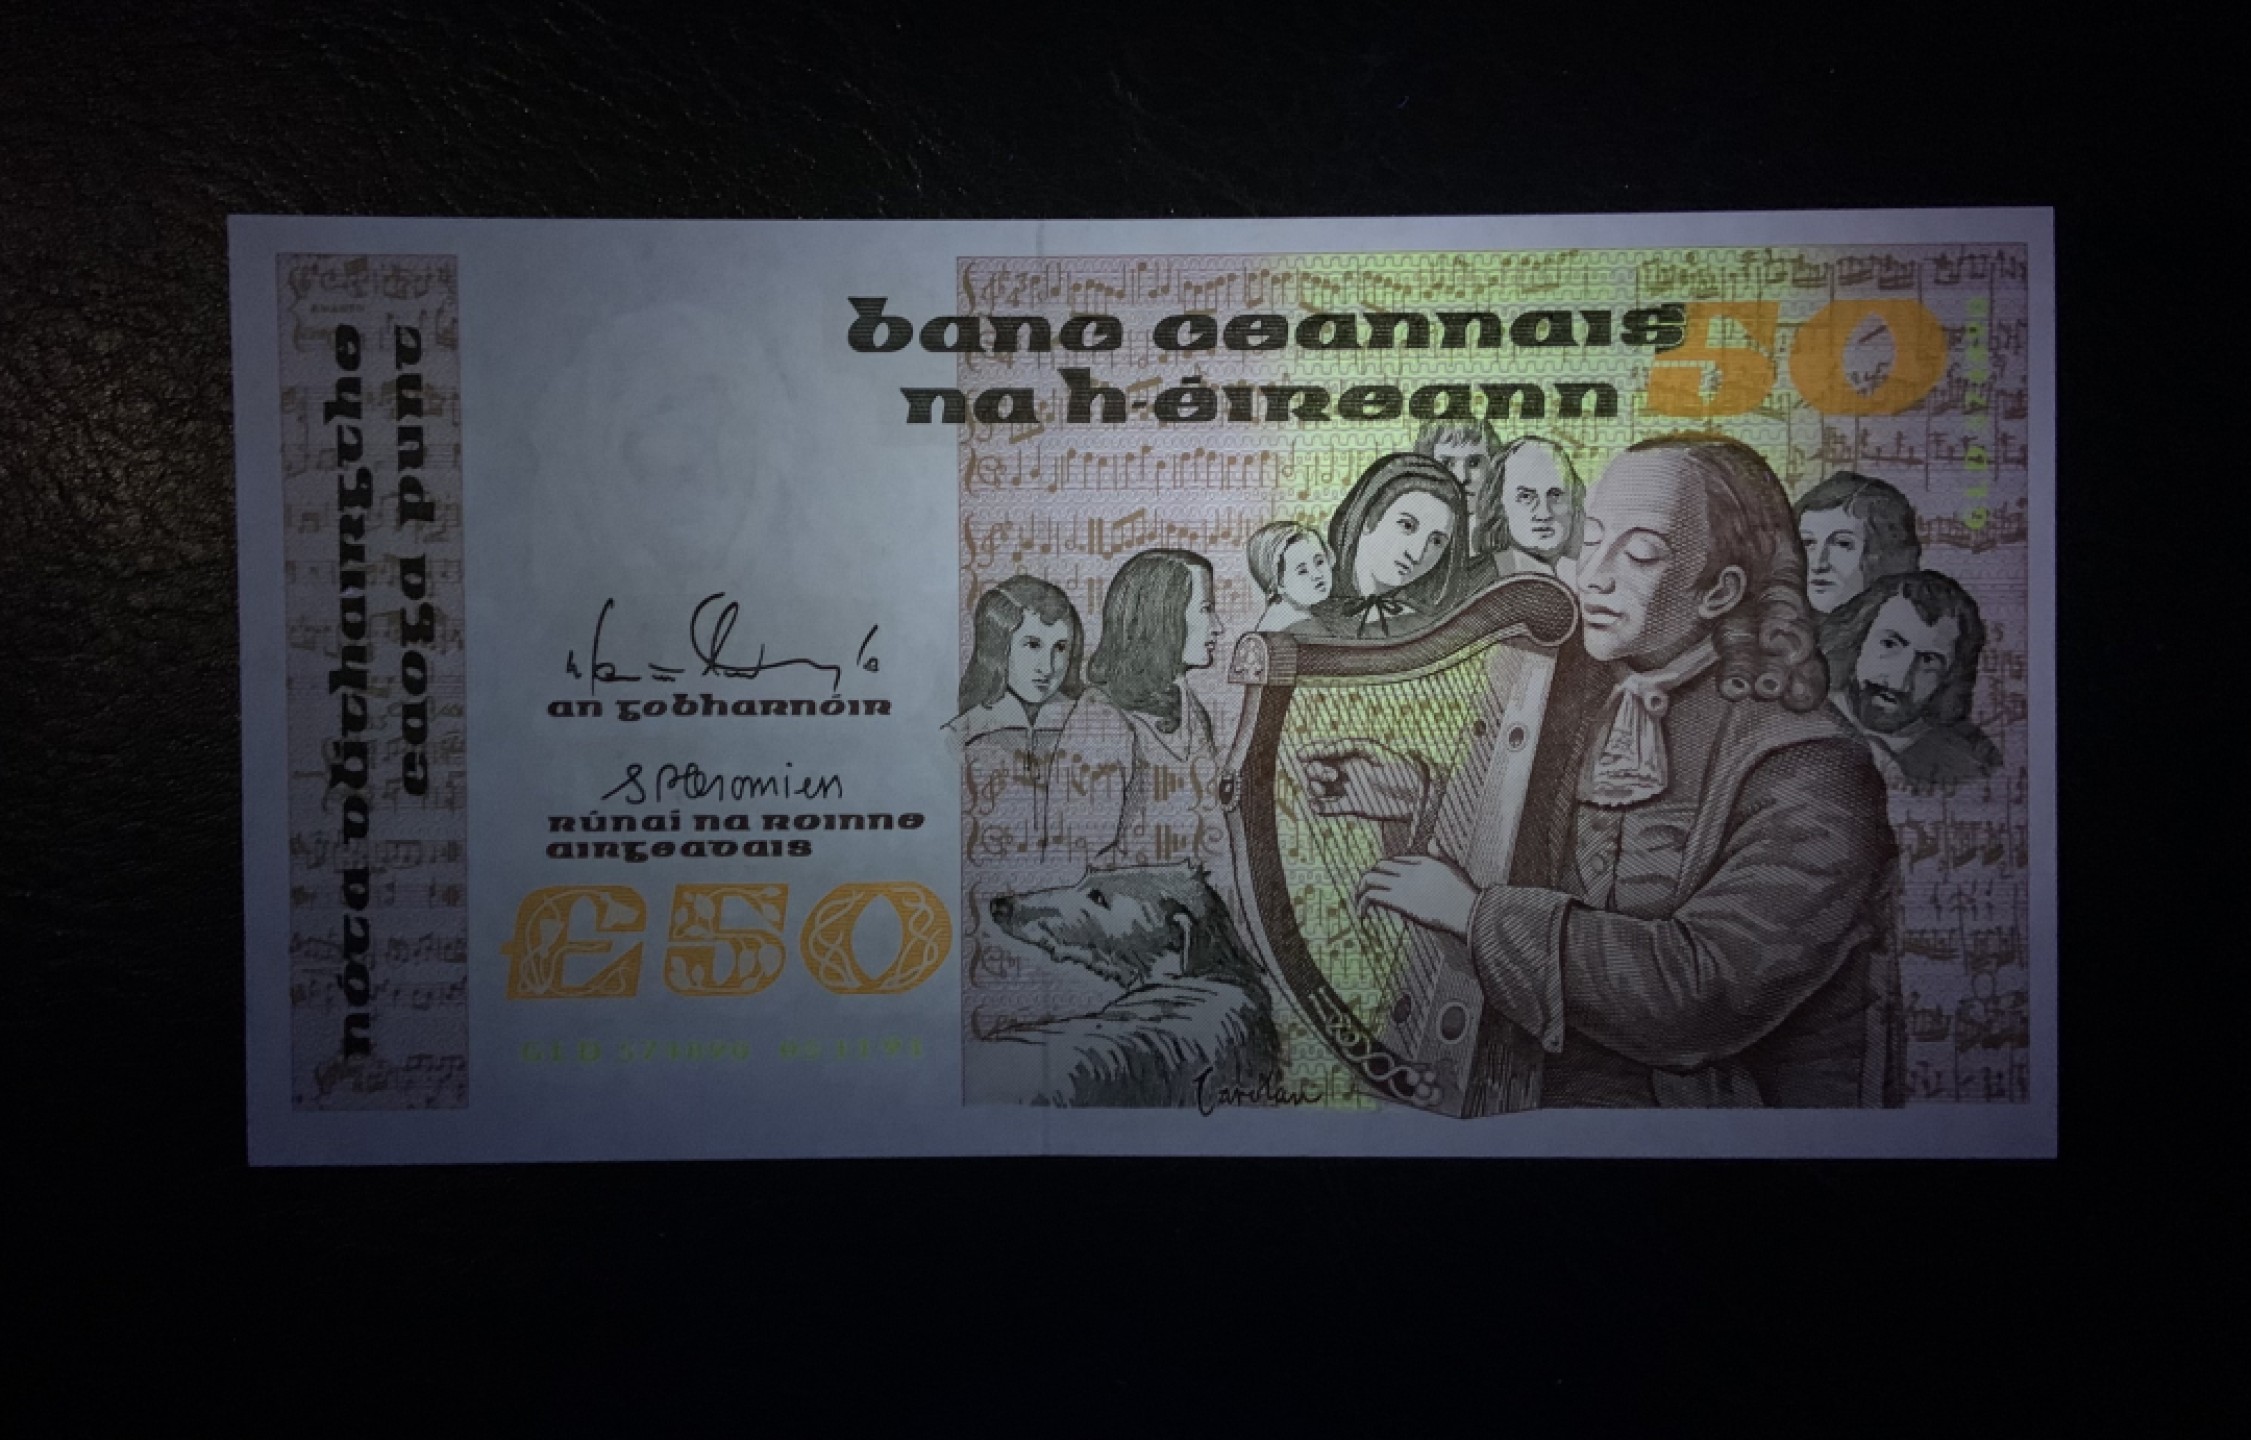 banc ceannais
na h-éireann
50
nóta dlíthairgthe
caoga punt
an gobharnóir
rúnaí na roinne
airgeadais
£50
Carolan